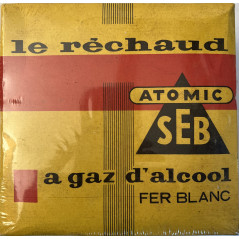 le réchaud
ATOMIC
SEB
a gaz d'alcool
FER BLANC